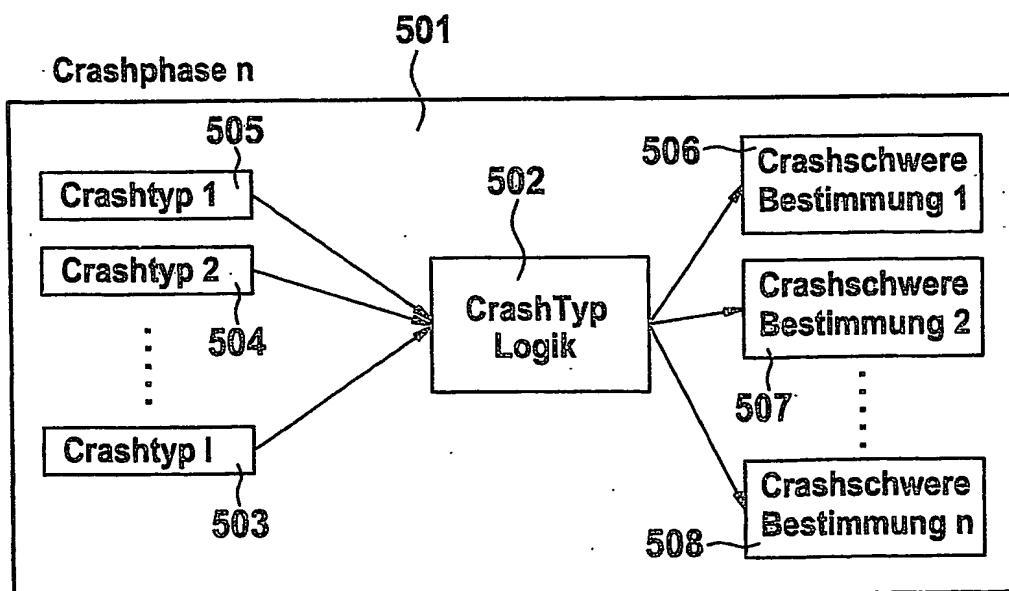 501
Crashphase n
505
Crashtyp 1
502
506
Crashschwere
Bestimmung 1
Crashtyp 2
504
CrashTyp
Logik
Crashschwere
Bestimmung 2
507
Crashtyp l
503
Crashschwere
Bestimmung n
508